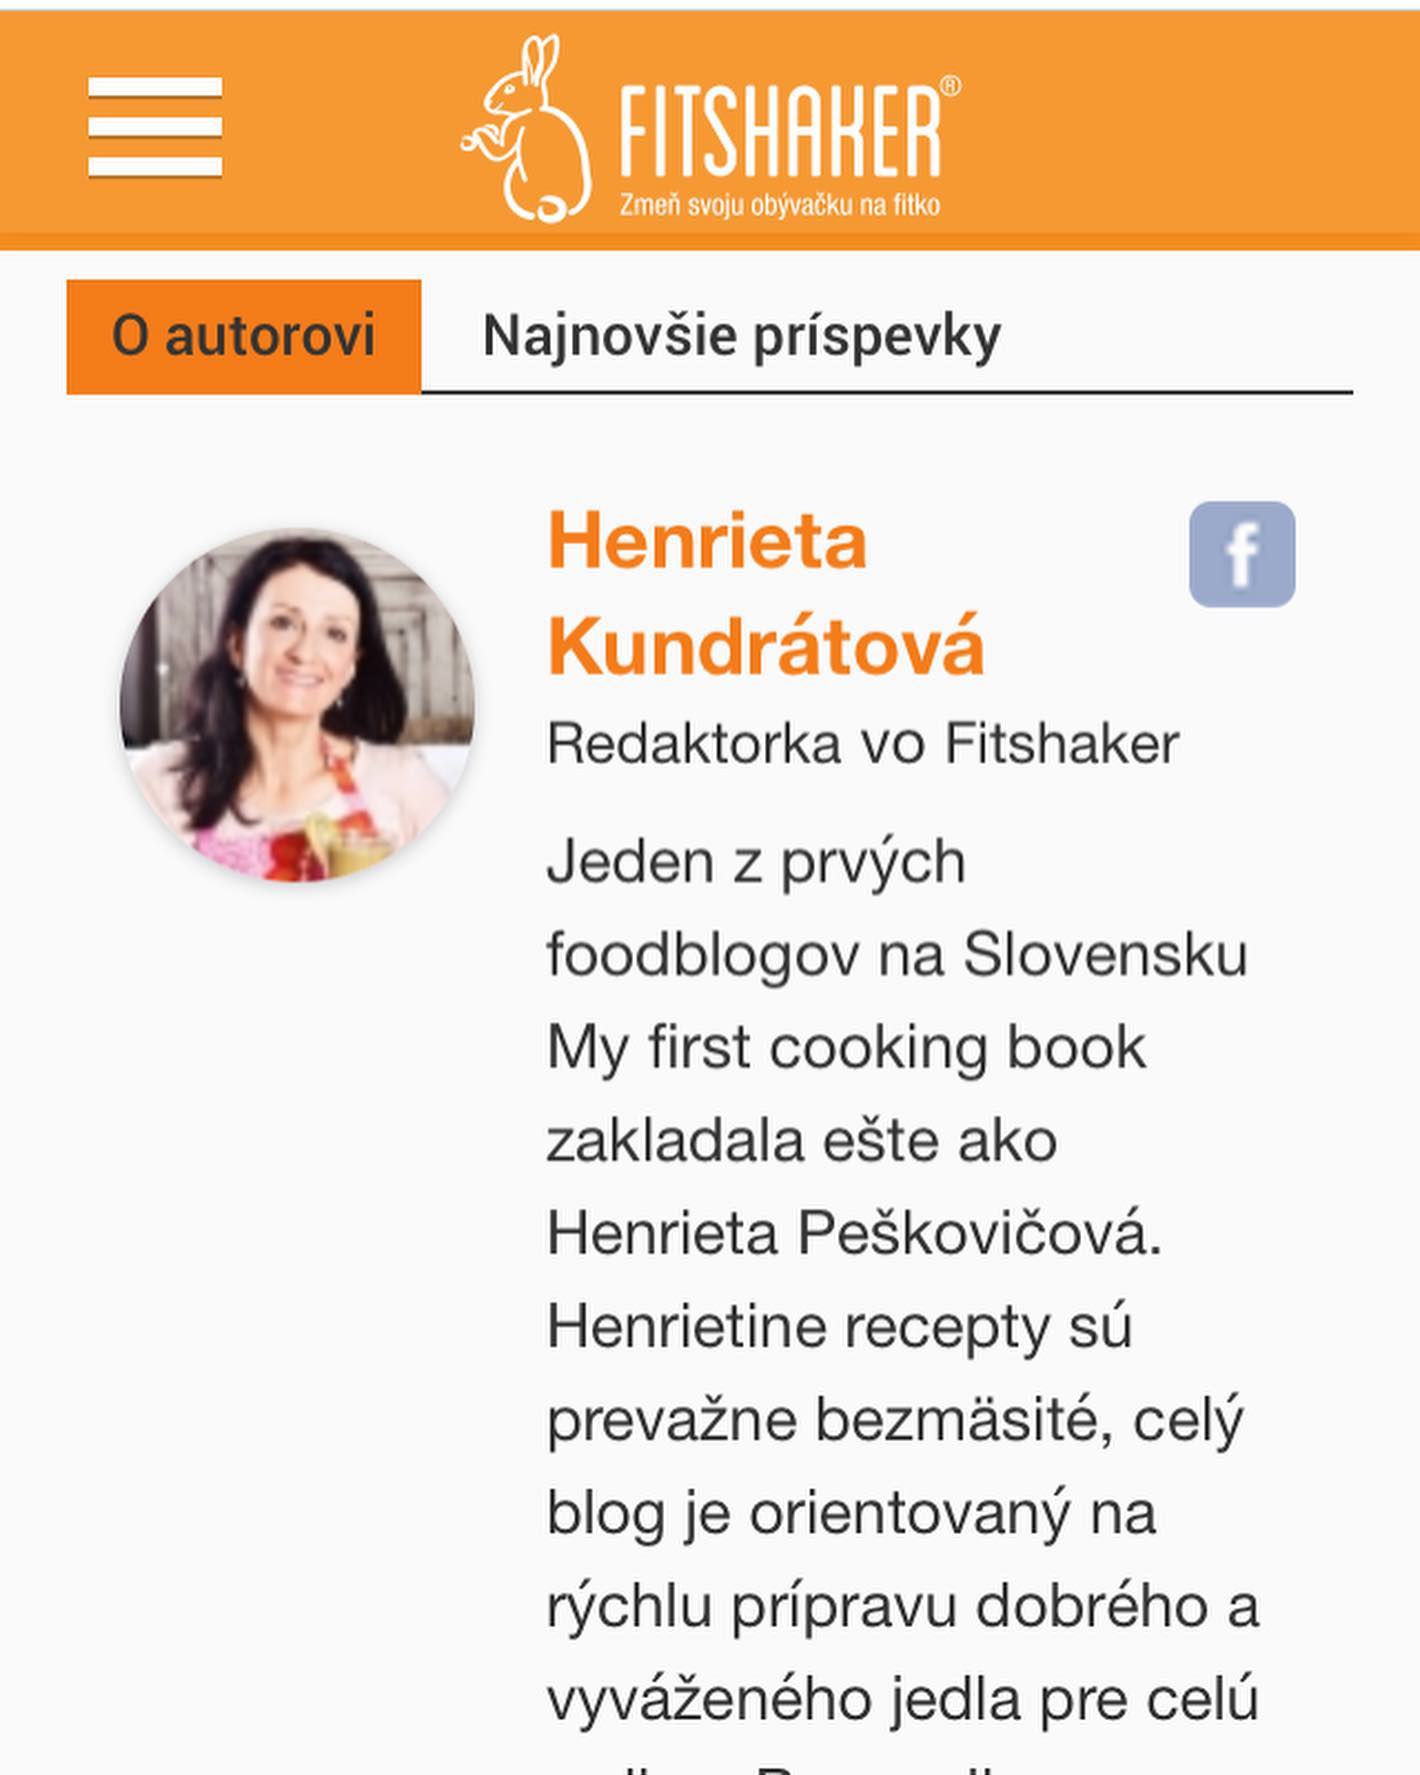 FITSHAKER®
Zmeň svoju obývačku na fitko
O autorovi
Najnovšie príspevky
Henrieta
Kundrátová
f
Redaktorka vo Fitshaker
Jeden z prvých
foodblogov na Slovensku
My first cooking book
zakladala ešte ako
Henrieta Peškovičová.
Henrietine recepty sú
prevažne bezmäsité, celý
blog je orientovaný na
rýchlu prípravu dobrého a
vyváženého jedla pre celú